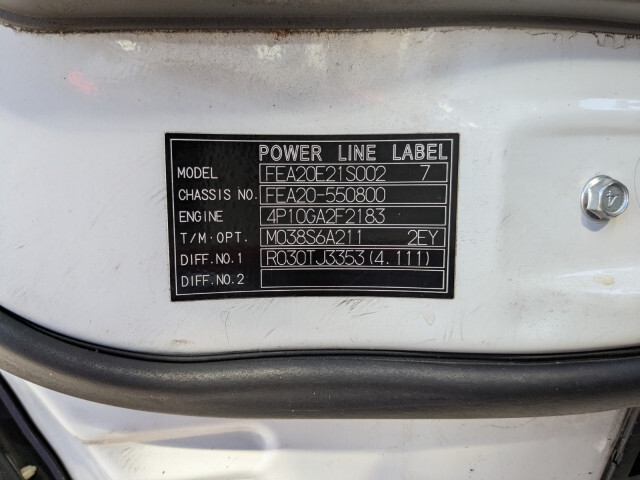 POWER LINE LABEL
MODEL FEA20E21S002 7
CHASSIS NO. FEA20-550800
ENGINE 4P10GA2F2183
T/M·OPT. M038S6A211 2EY
DIFF.NO.1 R030TJ3353(4.111)
DIFF.NO.2
4